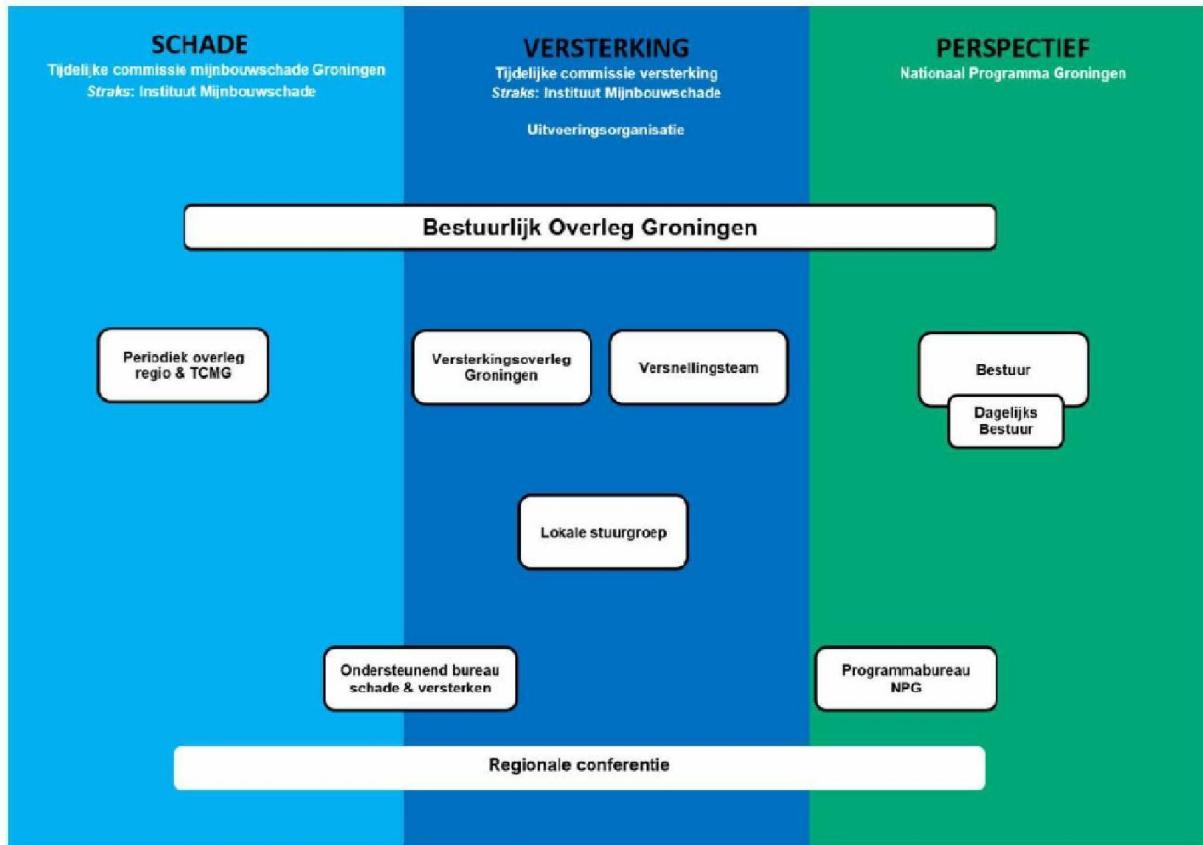 SCHADE
Tijdelijke commissie mijnbouwschade Groningen
Straks: Instituut Mijnbouwschade
VERSTERKING
Tijdelijke commissie versterking
Straks: Instituut Mijnbouwschade
Uitvoeringsorganisatie
PERSPECTIEF
Nationaal Programma Groningen
Bestuurlijk Overleg Groningen
Periodiek overleg
regio & TCMG
Versterkingsoverleg
Groningen
Versnellingsteam
Bestuur
Dagelijks
Bestuur
Lokale stuurgroep
Ondersteunend bureau
schade & versterken
Programmabureau
NPG
Regionale conferentie